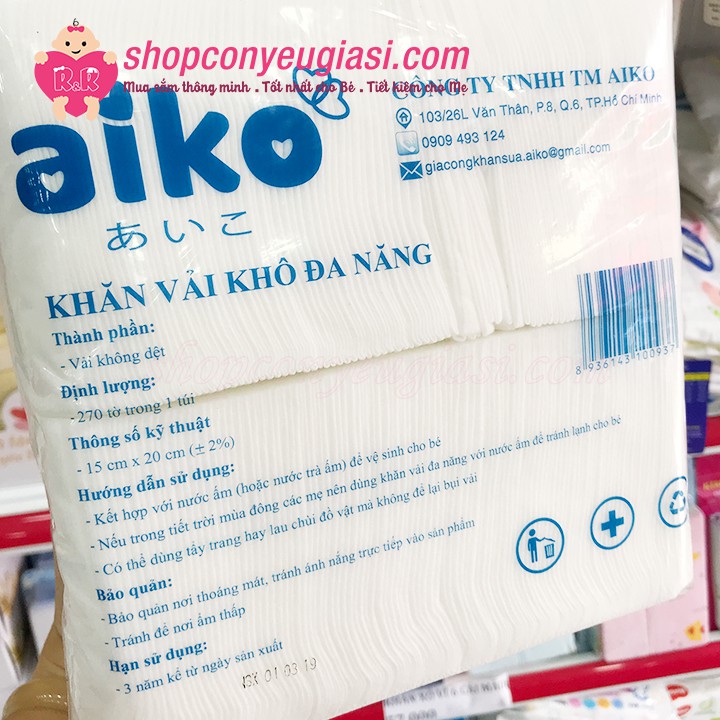 shopconyeugiasi.com
R&R
Mua sắm thông minh . Tốt nhất cho Bé . Tiết kiệm cho Mẹ
aiko
あいこ
CÔNG TY TNHH TM AIKO
103/26L Văn Thân, P.8, Q.6, TP.Hồ Chí Minh
0909 493 124
giacongkhansua.aiko@gmail.com
KHĂN VẢI KHÔ ĐA NĂNG
Thành phần:
- Vải không dệt
Định lượng:
- 270 tờ trong 1 túi
Thông số kỹ thuật
- 15 cm x 20 cm (± 2%)
Hướng dẫn sử dụng:
- Kết hợp với nước ấm (hoặc nước trà ấm) để vệ sinh cho bé
- Nếu trong tiết trời mùa đông các mẹ nên dùng khăn vải đa năng với nước ấm để tránh lạnh cho bé
- Có thể dùng tẩy trang hay lau chùi đồ vật mà không để lại bụi vải
Bảo quản:
- Bảo quản nơi thoáng mát, tránh ánh nắng trực tiếp vào sản phẩm
- Tránh để nơi ẩm thấp
Hạn sử dụng:
- 3 năm kể từ ngày sản xuất
NSX 01 03 19
8 936143 100937
shopconyeugiasi.com